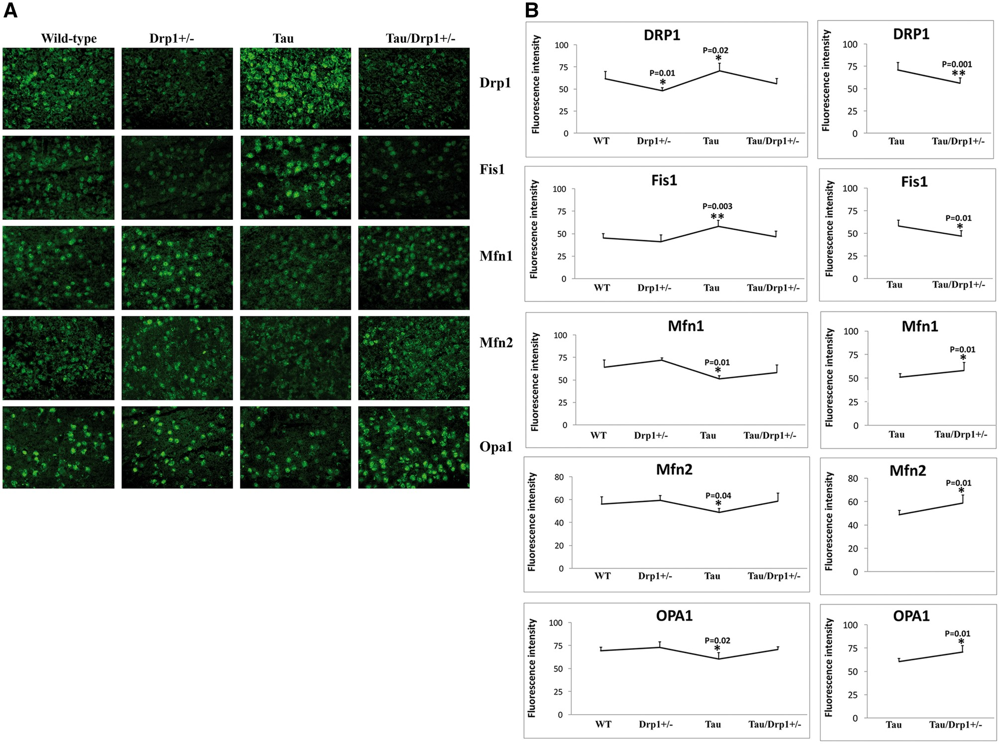 A
Wild-type Drp1+/- Tau Tau/Drp1+/-
Drp1
Fis1
Mfn1
Mfn2
Opa1
B
DRP1
Fluorescence intensity
100
75
50
25
0
P=0.01
*
P=0.02
*
WT Drp1+/- Tau Tau/Drp1+/-
DRP1
Fluorescence intensity
100
75
50
25
0
P=0.001
**
Tau Tau/Drp1+/-
Fis1
Fluorescence intensity
100
75
50
25
0
P=0.003
**
WT Drp1+/- Tau Tau/Drp1+/-
Fis1
Fluorescence intensity
100
75
50
25
0
P=0.01
*
Tau Tau/Drp1+/-
Mfn1
Fluorescence intensity
100
75
50
25
0
P=0.01
*
WT Drp1+/- Tau Tau/Drp1+/-
Mfn1
Fluorescence intensity
100
75
50
25
0
P=0.01
*
Tau Tau/Drp1+/-
Mfn2
Fluorescence intensity
80
60
40
20
0
P=0.04
*
WT Drp1+/- Tau Tau/Drp1+/-
Mfn2
Fluorescence intensity
80
60
40
20
0
P=0.01
*
OPA1
Fluorescence intensity
100
75
50
25
0
P=0.02
*
WT Drp1+/- Tau Tau/Drp1+/-
OPA1
Fluorescence intensity
100
75
50
25
0
P=0.01
*
Tau Tau/Drp1+/-